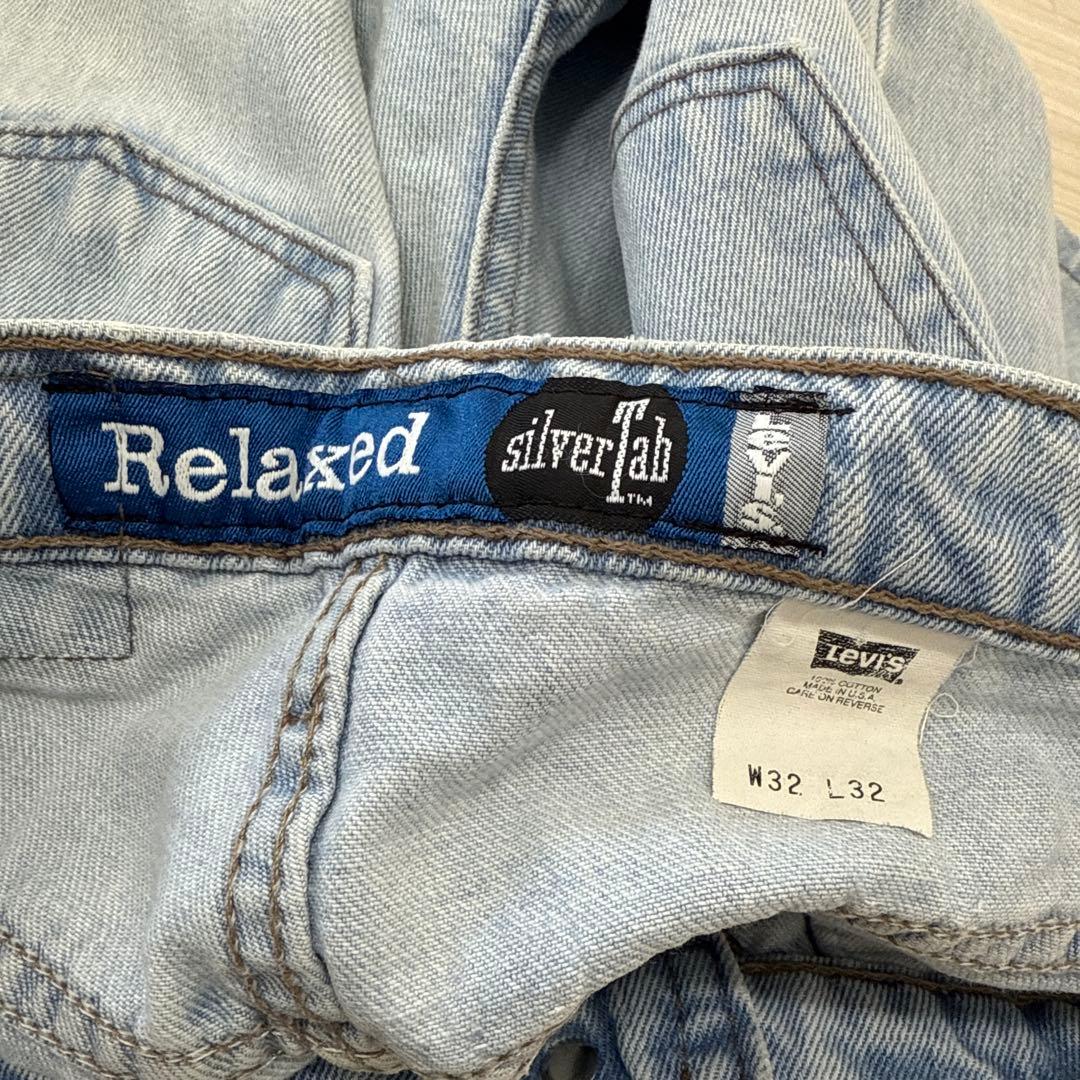 Relaxed
silverTab
TM
LEVI'S
Levi's
100% COTTON
MADE IN U.S.A.
CARE ON REVERSE
W32 L32